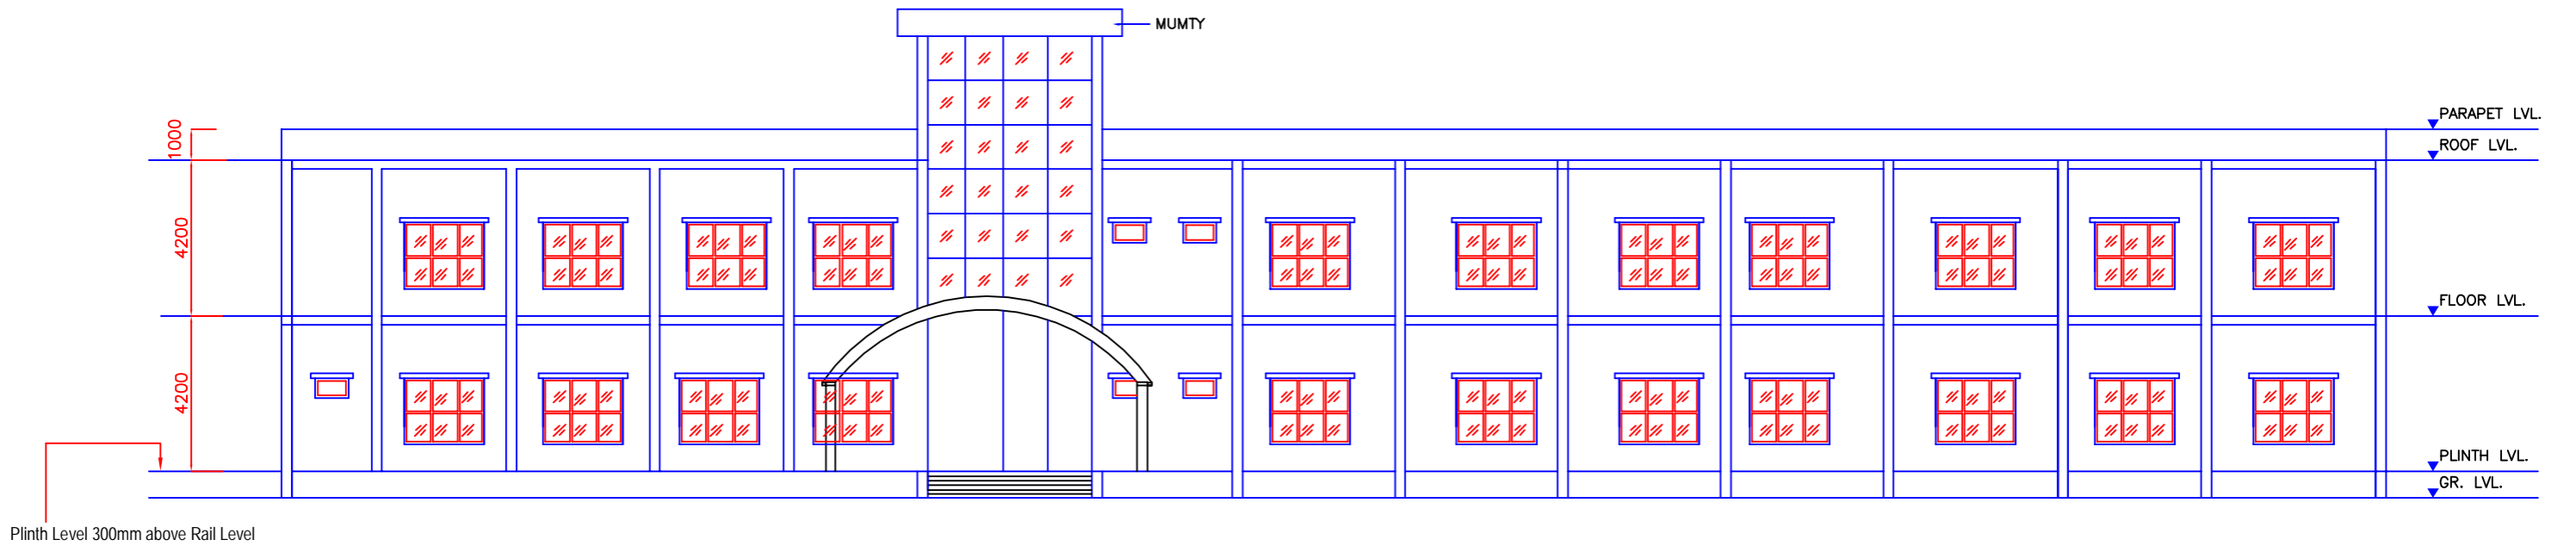 MUMTY
PARAPET LVL.
1000
ROOF LVL.
4200
FLOOR LVL.
4200
PLINTH LVL.
GR. LVL.
Plinth Level 300mm above Rail Level